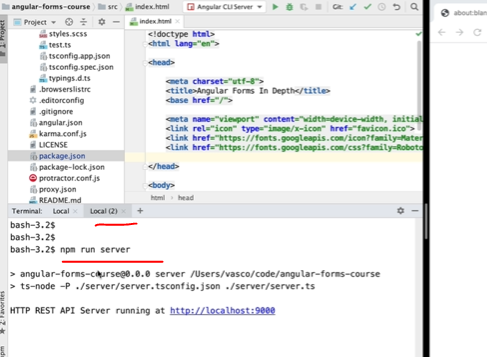 angular-forms-course
src
index.html
Angular CLI Server
Git:
about:blan
1: Project
Project
index.html
styles.scss
test.ts
tsconfig.app.json
tsconfig.spec.json
typings.d.ts
.browserslistrc
.editorconfig
.gitignore
angular.json
karma.conf.js
LICENSE
package.json
package-lock.json
protractor.conf.js
proxy.json
README.md
<!doctype html>
<html lang="en">
<head>
<meta charset="utf-8">
<title>Angular Forms In Depth</title>
<base href="/">
<meta name="viewport" content="width=device-width, initial
<link rel="icon" type="image/x-icon" href="favicon.ico">
<link href="https://fonts.googleapis.com/icon?family=Mater
<link href="https://fonts.googleapis.com/css?family=Roboto
</head>
<body>
html
head
Terminal:
Local
Local (2)
bash-3.2$
bash-3.2$
bash-3.2$ npm run server
> angular-forms-course@0.0.0 server /Users/vasco/code/angular-forms-course
> ts-node -P ./server/server.tsconfig.json ./server/server.ts
HTTP REST API Server running at http://localhost:9000
2: Favorites